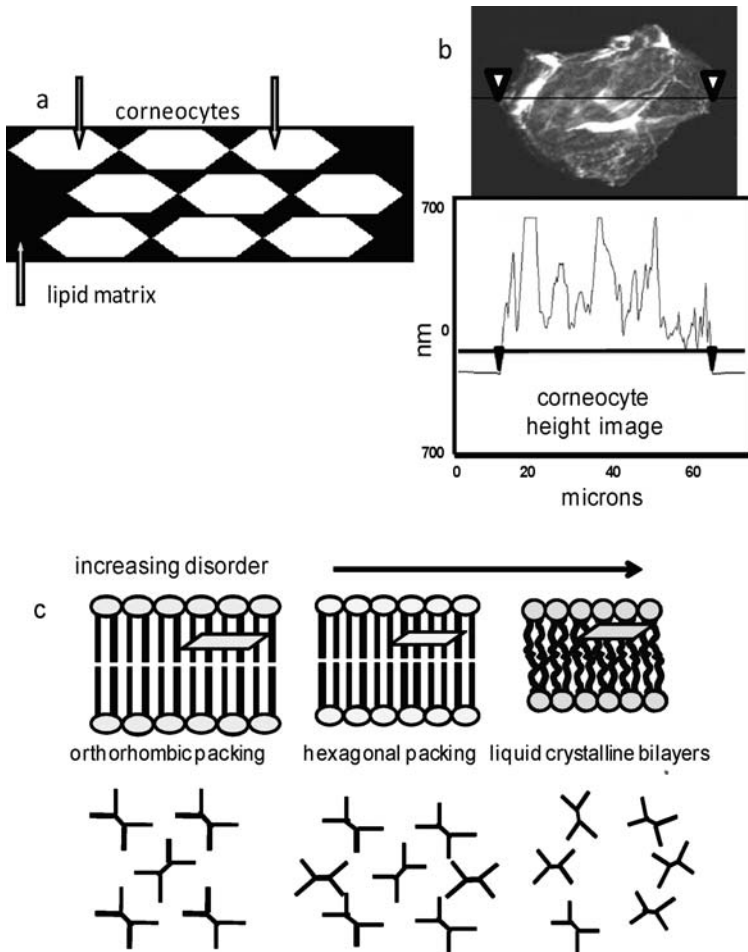 a
corneocytes
lipid matrix
b
700
0
nm
corneocyte
height image
700
0
20
40
60
microns
increasing disorder
c
orthorhombic packing
hexagonal packing
liquid crystalline bilayers